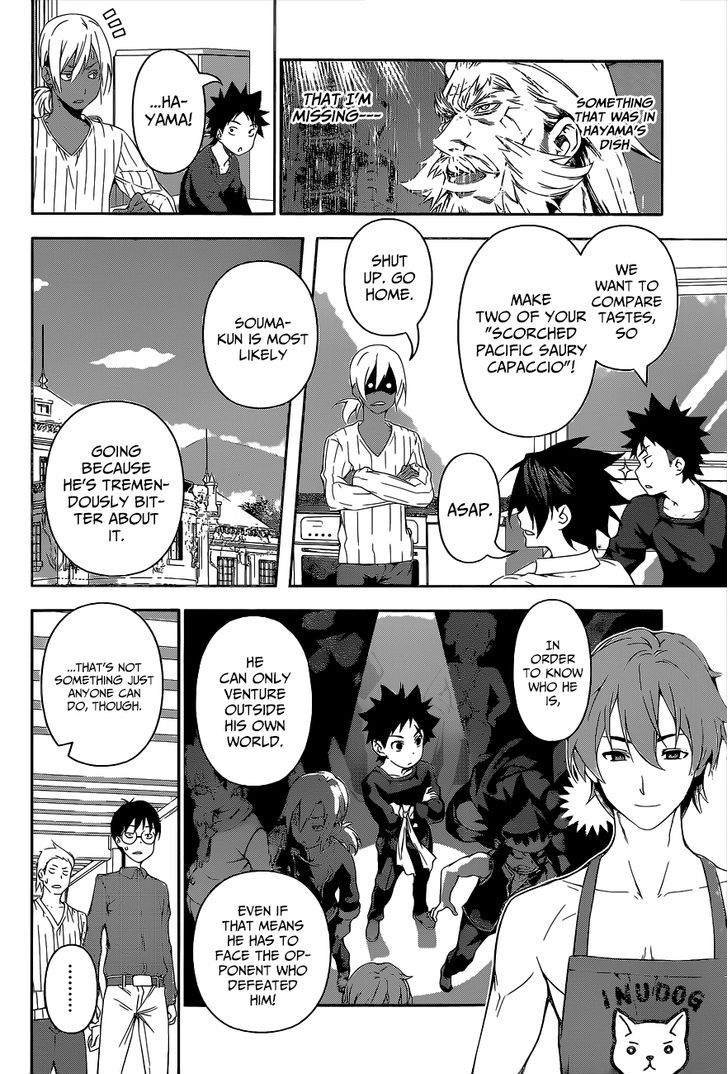 SOMETHING
THAT WAS IN
HAYAMA'S
DISH
THAT I'M
MISSING---
...HA-
YAMA!
WE
WANT TO
COMPARE
TASTES,
SO
MAKE
TWO OF YOUR
"SCORCHED
PACIFIC SAURY
CAPACCIO"!
ASAP.
SHUT
UP. GO
HOME.
SOUMA-
KUN IS MOST
LIKELY
GOING
BECAUSE
HE'S TREMEN-
DOUSLY BIT-
TER ABOUT
IT.
IN
ORDER
TO KNOW
WHO HE
IS,
HE
CAN ONLY
VENTURE
OUTSIDE
HIS OWN
WORLD.
EVEN IF
THAT MEANS
HE HAS TO
FACE THE OP-
PONENT WHO
DEFEATED
HIM!
INUDOG
...THAT'S NOT
SOMETHING JUST
ANYONE CAN
DO, THOUGH.
........